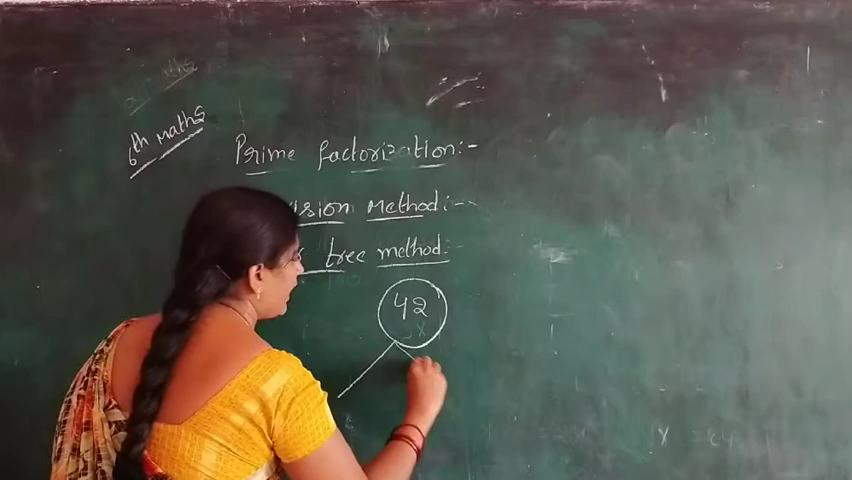 6th maths
Prime factorization:-
method:-
tree method:-
42